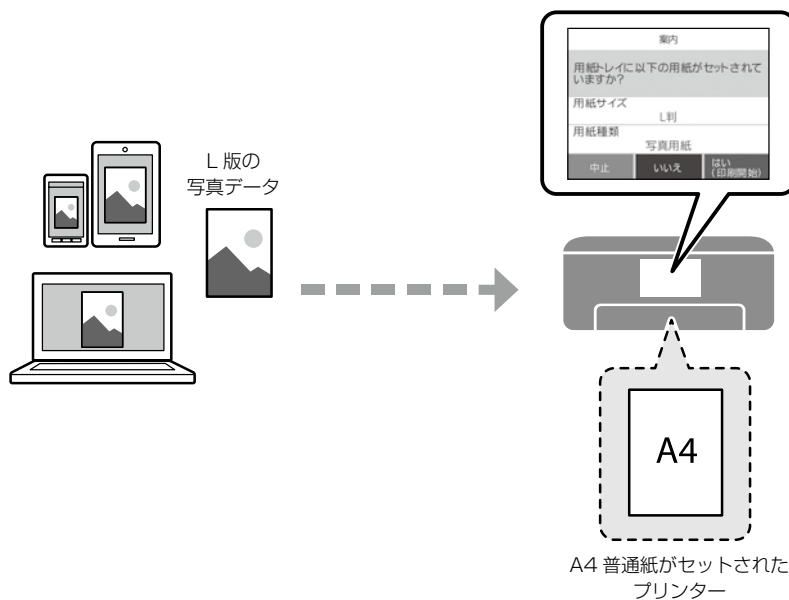 案内
用紙トレイに以下の用紙がセットされて
いますか?
用紙サイズ
L判
用紙種類
写真用紙
中止
いいえ
はい
(印刷開始)
L 版の
写真データ
A4
A4 普通紙がセットされた
プリンター